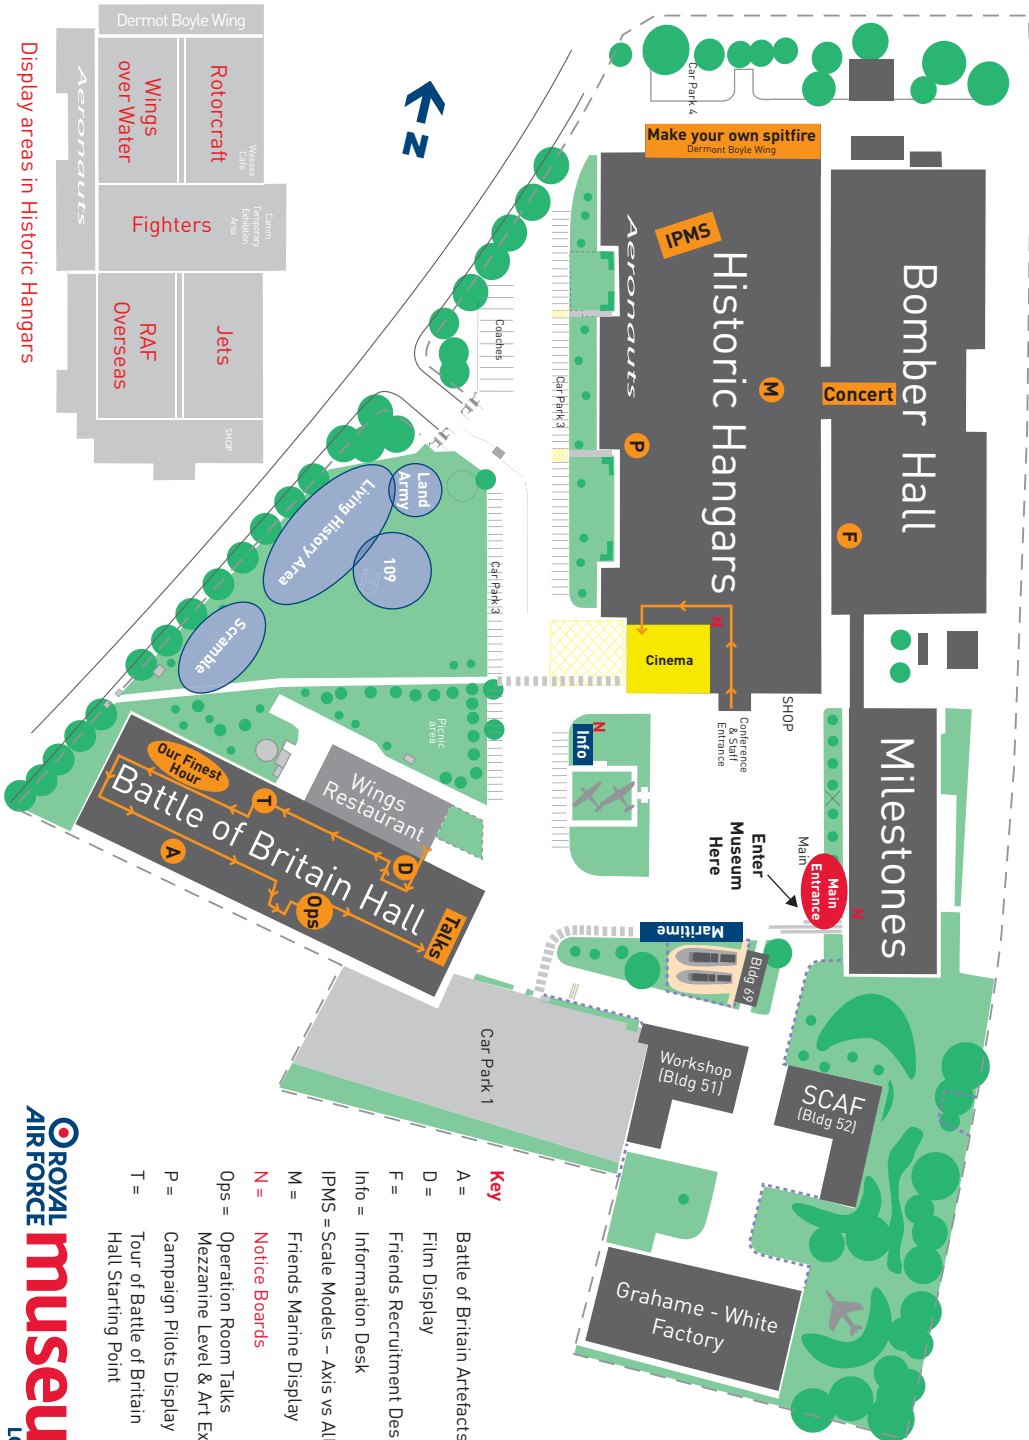 Dermot Boyle Wing
Aeronauts
Wings
over Water
Rotorcraft
Wessex
Cafe
Fighters
Camm
Temporary
Exhibition
Area
RAF
Overseas
Jets
SHOP
Display areas in Historic Hangars
N
Car Park 4
Make your own spitfire
Dermont Boyle Wing
IPMS
Aeronauts
Historic Hangars
M
P
Concert
Bomber Hall
F
Coaches
Car Park 3
Land
Army
Living History Area
109
Scramble
Car Park 3
N
Cinema
SHOP
Conference
& Staff
Entrance
N
Info
Picnic
area
Wings
Restaurant
Our Finest
Hour
Battle of Britain Hall
T
A
D
Ops
Talks
Milestones
Enter
Museum
Here
Main
Main
Entrance
N
Maritime
Bldg 69
Car Park 1
Workshop
(Bldg 51)
SCAF
(Bldg 52)
Grahame - White
Factory
Key
A = Battle of Britain Artefacts
D = Film Display
F = Friends Recruitment Des
Info = Information Desk
IPMS = Scale Models - Axis vs Al
M = Friends Marine Display
N = Notice Boards
Ops = Operation Room Talks
Mezzanine Level & Art Ex
P = Campaign Pilots Display
T = Tour of Battle of Britain
Hall Starting Point
ROYAL
AIR FORCE
museu